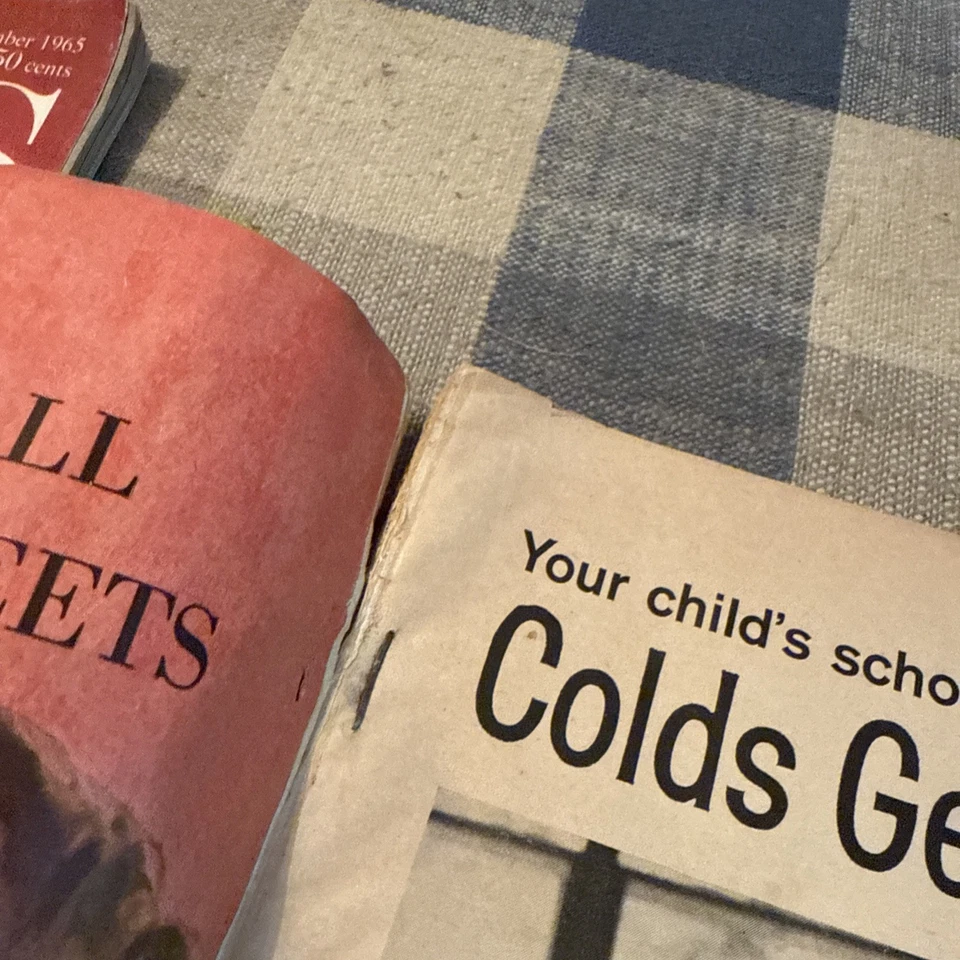 ber 1965
50 cents
LL
EETS
Your child's scho
Colds Ge